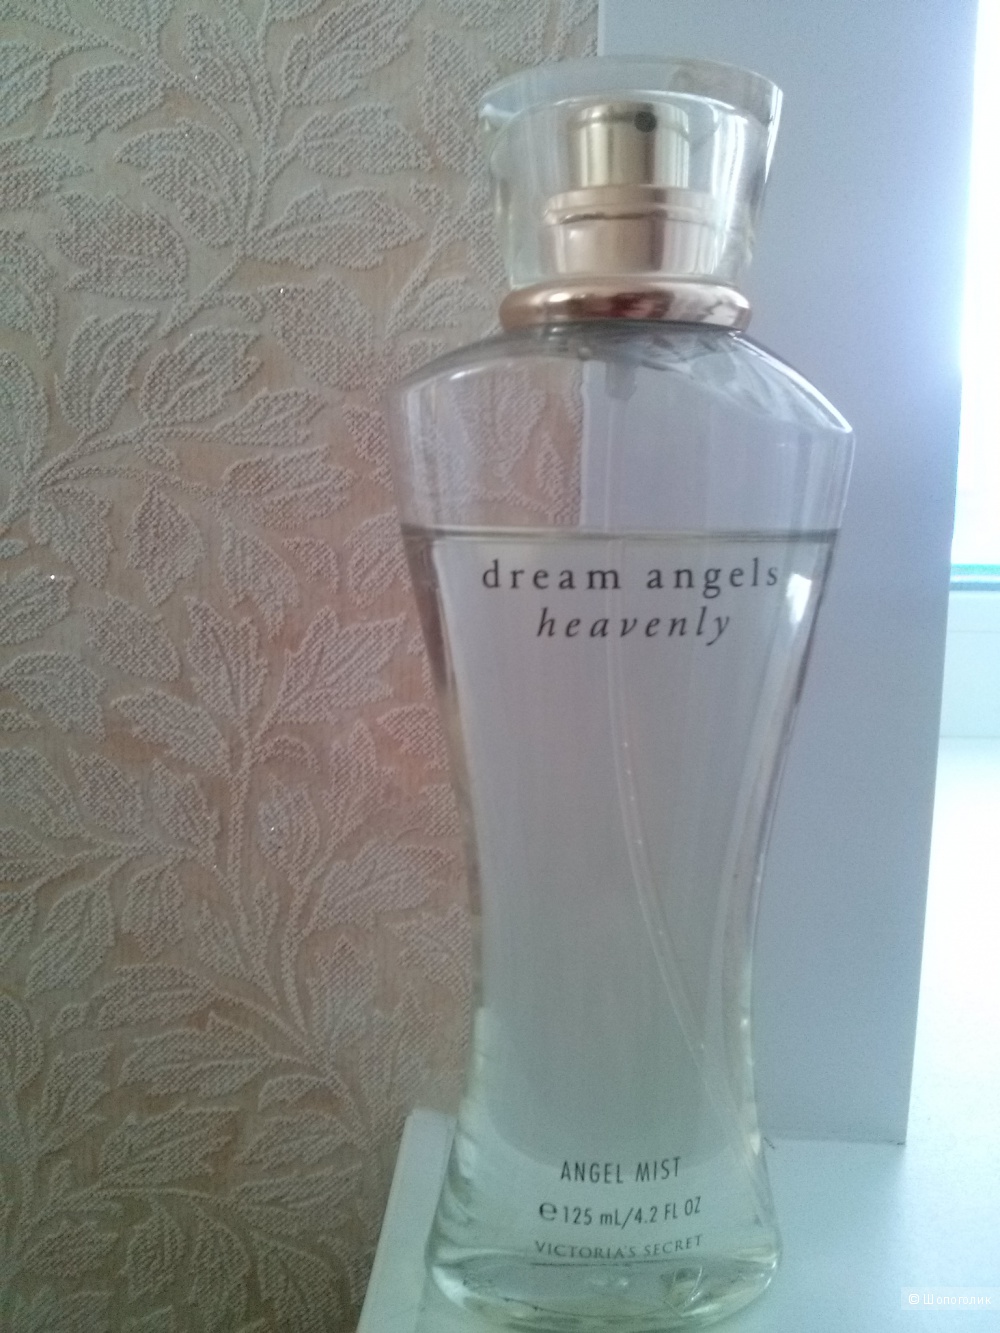 dream angels
heavenly
ANGEL MIST
℮125 mL/4.2 FL OZ
VICTORIA'S SECRET
© Шопоголик